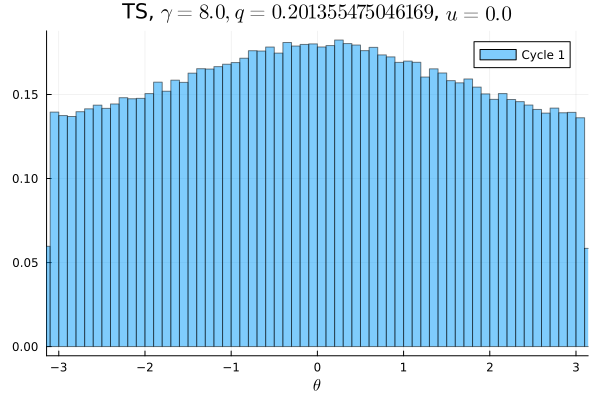 TS, γ = 8.0, q = 0.201355475046169, u = 0.0
Cycle 1
0.15
0.10
0.05
0.00
−3 −2 −1 0 1 2 3
θ